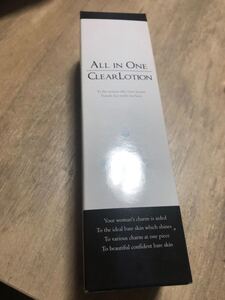 ALL IN ONE
CLEARLOTION
Your woman's charm is aided
To the ideal bare skin which shines
To various charm at one piece
To beautiful confident bare skin